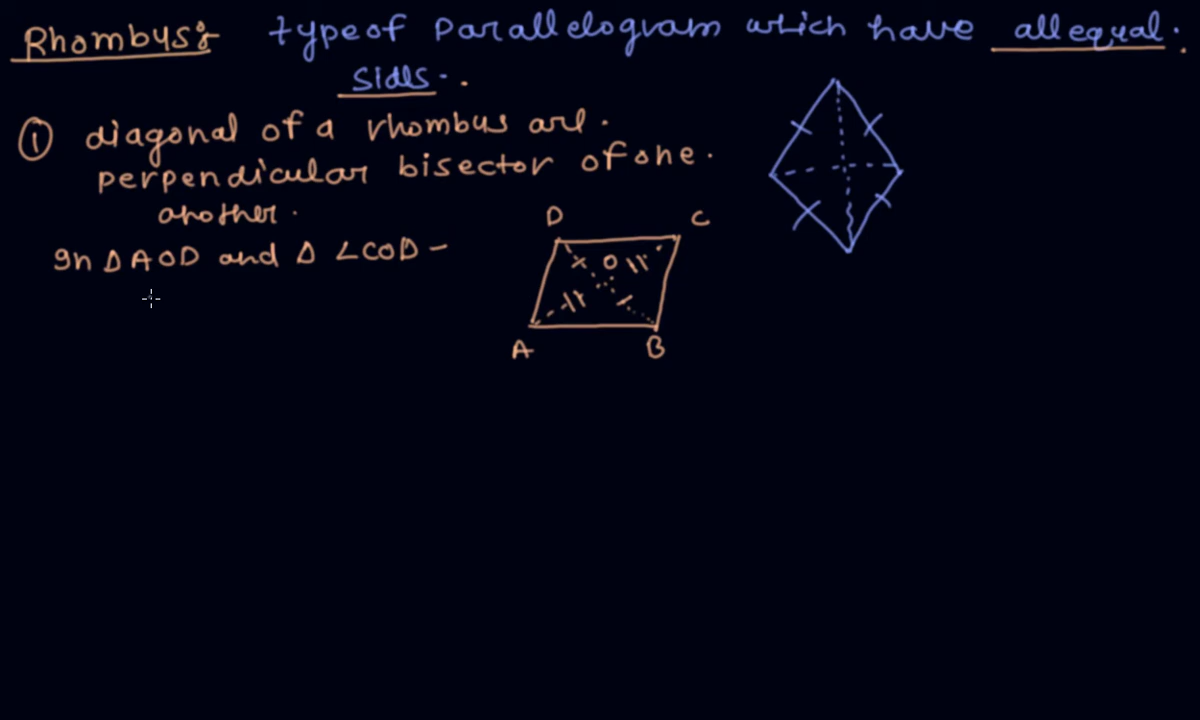 Rhombus: type of parallelogram which have all equal.
sides.
① diagonal of a rhombus are.
perpendicular bisector of one.
another.
In Δ AOD and Δ ∠COD -
D C
O
A B